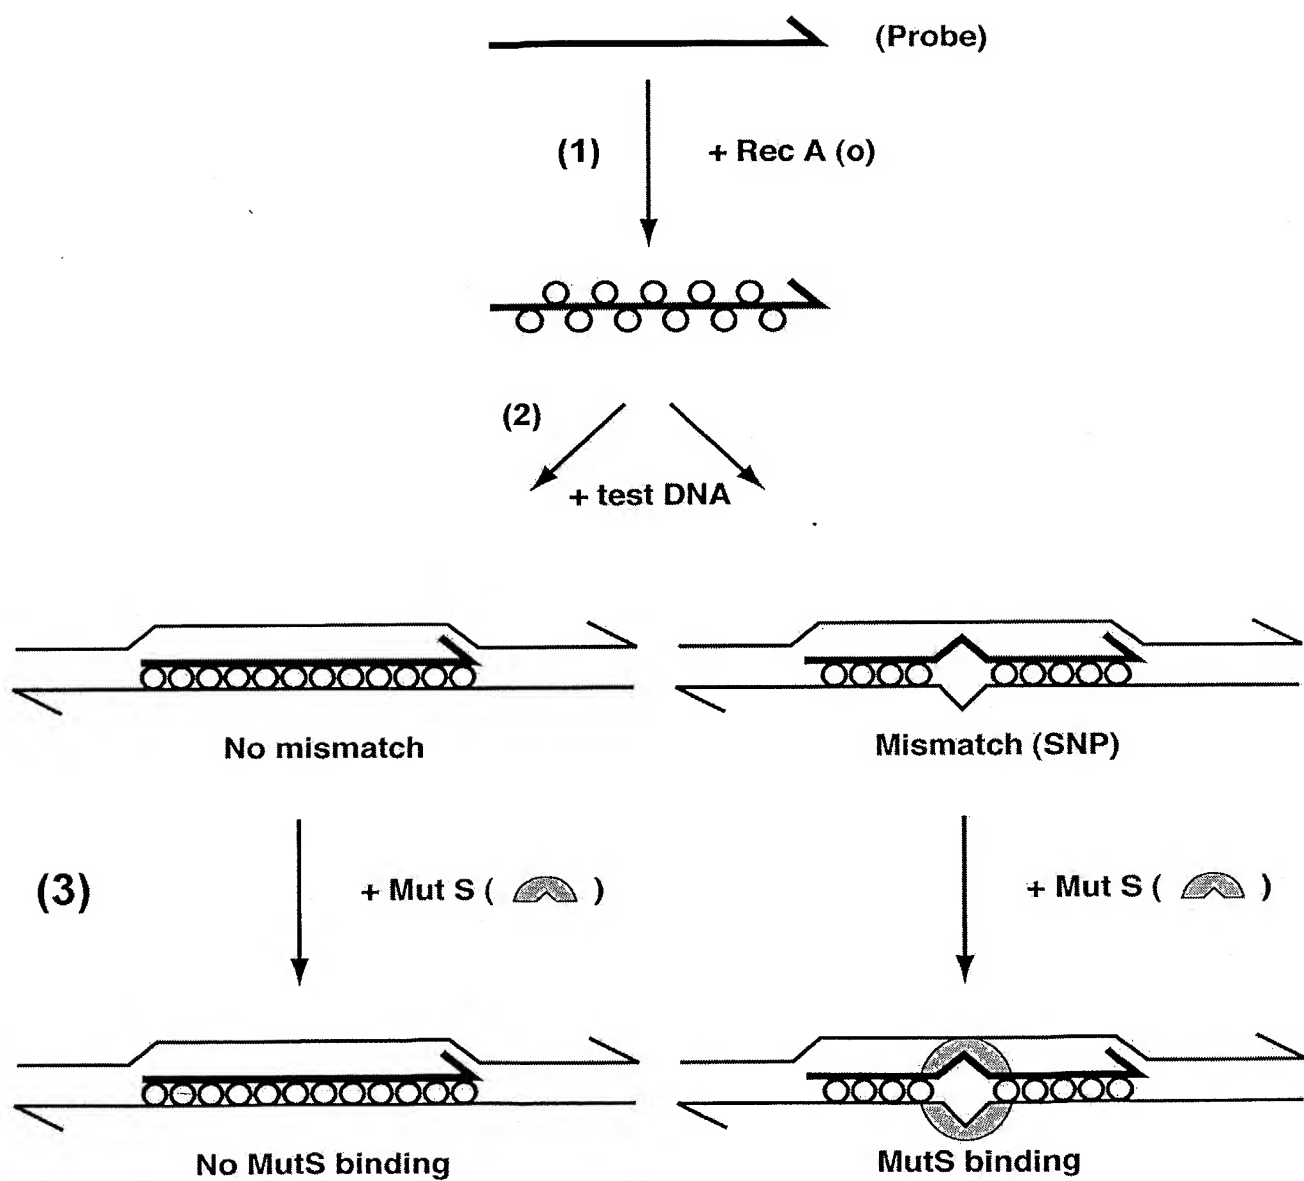 (Probe)
(1) + Rec A (o)
(2)
+ test DNA
No mismatch
Mismatch (SNP)
(3) + Mut S ( )
+ Mut S ( )
No MutS binding
MutS binding